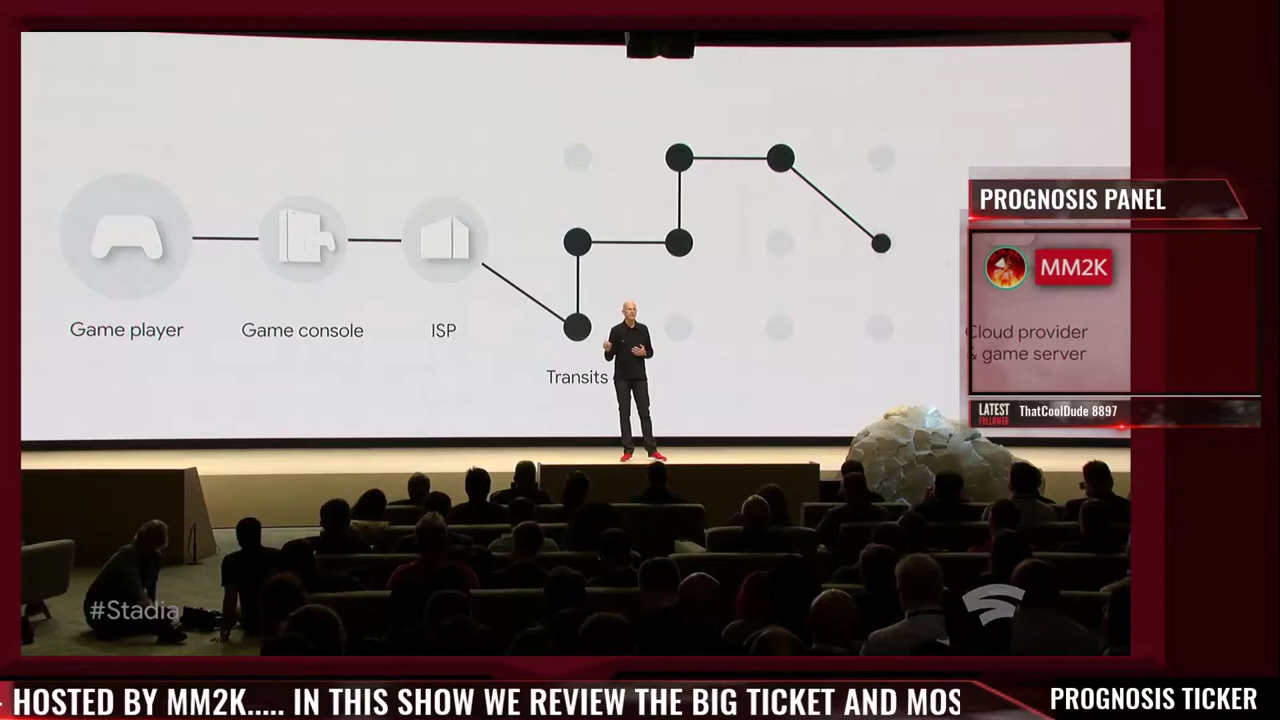 Game player
Game console
ISP
Transits
Cloud provider
& game server
PROGNOSIS PANEL
MM2K
LATEST
FOLLOWER
ThatCoolDude 8897
#Stadia
HOSTED BY MM2K..... IN THIS SHOW WE REVIEW THE BIG TICKET AND MOS
PROGNOSIS TICKER